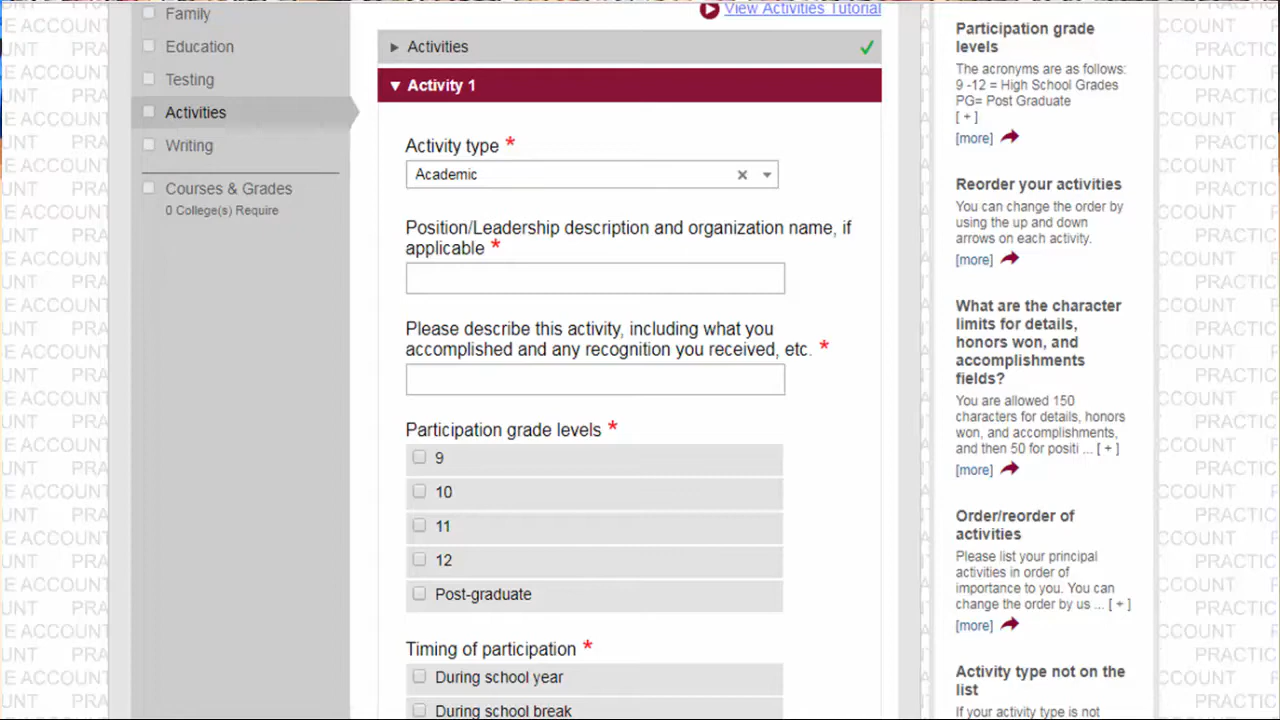 Family
Education
Testing
Activities
Writing
Courses & Grades
0 College(s) Require
View Activities Tutorial
Activities
Activity 1
Activity type *
Academic
Position/Leadership description and organization name, if
applicable *
Please describe this activity, including what you
accomplished and any recognition you received, etc. *
Participation grade levels *
9
10
11
12
Post-graduate
Timing of participation *
During school year
During school break
Participation grade
levels
The acronyms are as follows:
9 -12 = High School Grades
PG= Post Graduate
[ + ]
[more]
Reorder your activities
You can change the order by
using the up and down
arrows on each activity.
[more]
What are the character
limits for details,
honors won, and
accomplishments
fields?
You are allowed 150
characters for details, honors
won, and accomplishments,
and then 50 for positi ... [ + ]
[more]
Order/reorder of
activities
Please list your principal
activities in order of
importance to you. You can
change the order by us ... [ + ]
[more]
Activity type not on the
list
If your activity type is not